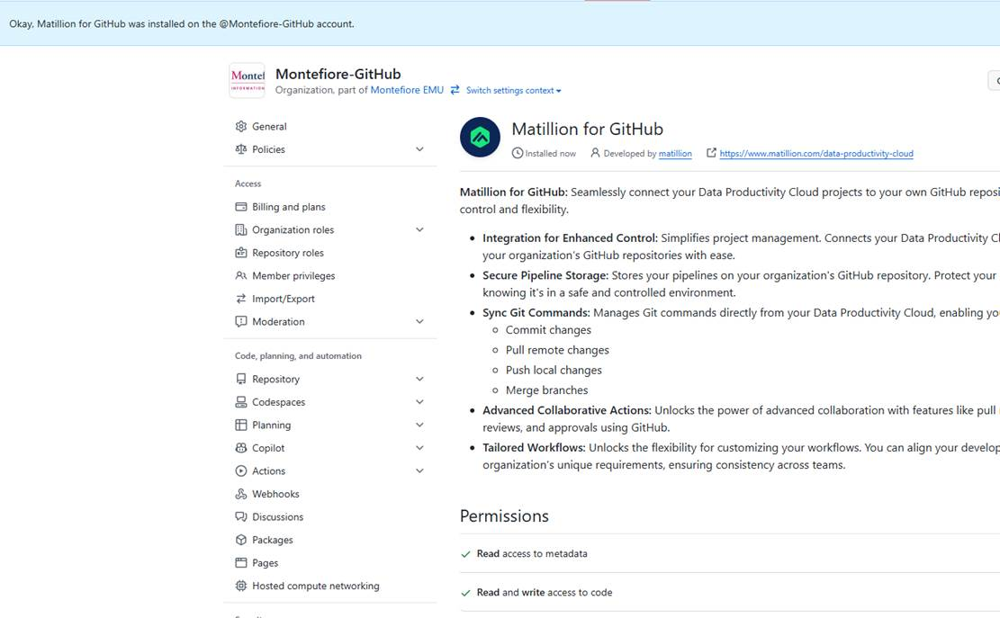 Okay, Matillion for GitHub was installed on the @Montefiore-GitHub account.
Montef
INFORMATION
Montefiore-GitHub
Organization, part of Montefiore EMU Switch settings context
General
Policies
Access
Billing and plans
Organization roles
Repository roles
Member privileges
Import/Export
Moderation
Code, planning, and automation
Repository
Codespaces
Planning
Copilot
Actions
Webhooks
Discussions
Packages
Pages
Hosted compute networking
Matillion for GitHub
Installed now Developed by matillion https://www.matillion.com/data-productivity-cloud
Matillion for GitHub: Seamlessly connect your Data Productivity Cloud projects to your own GitHub reposi
control and flexibility.
Integration for Enhanced Control: Simplifies project management. Connects your Data Productivity Cl
your organization's GitHub repositories with ease.
Secure Pipeline Storage: Stores your pipelines on your organization's GitHub repository. Protect your
knowing it's in a safe and controlled environment.
Sync Git Commands: Manages Git commands directly from your Data Productivity Cloud, enabling you
Commit changes
Pull remote changes
Push local changes
Merge branches
Advanced Collaborative Actions: Unlocks the power of advanced collaboration with features like pull
reviews, and approvals using GitHub.
Tailored Workflows: Unlocks the flexibility for customizing your workflows. You can align your develop
organization's unique requirements, ensuring consistency across teams.
Permissions
Read access to metadata
Read and write access to code